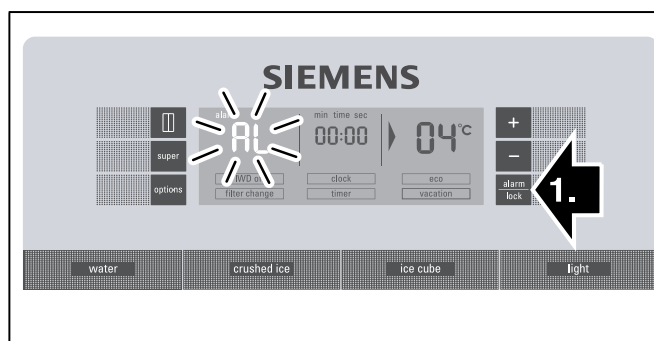 SIEMENS
alarm
AL
min time sec
00:00
04°C
super
options
+
−
alarm
lock
1.
clock
eco
filter change
timer
vacation
water
crushed ice
ice cube
light